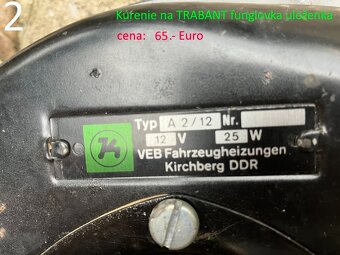 2
Kúrenie na TRABANT funglovka uloženka
cena: 65.- Euro
Typ A 2/12 Nr.
12 V 25 W
VEB Fahrzeugheizungen
Kirchberg DDR